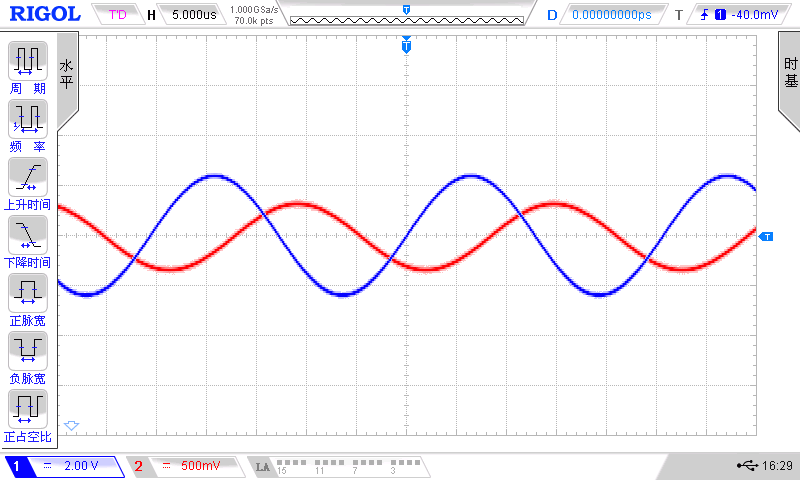 RIGOL T'D H 5.000us 1.000GSa/s D 0.00000000ps T 1 -40.0mV
70.0k pts
T
T
水平
时基
周 期
频 率
上升时间
T
下降时间
正脉宽
负脉宽
正占空比
1 2.00 V 2 500mV LA 15 11 7 3 16:29